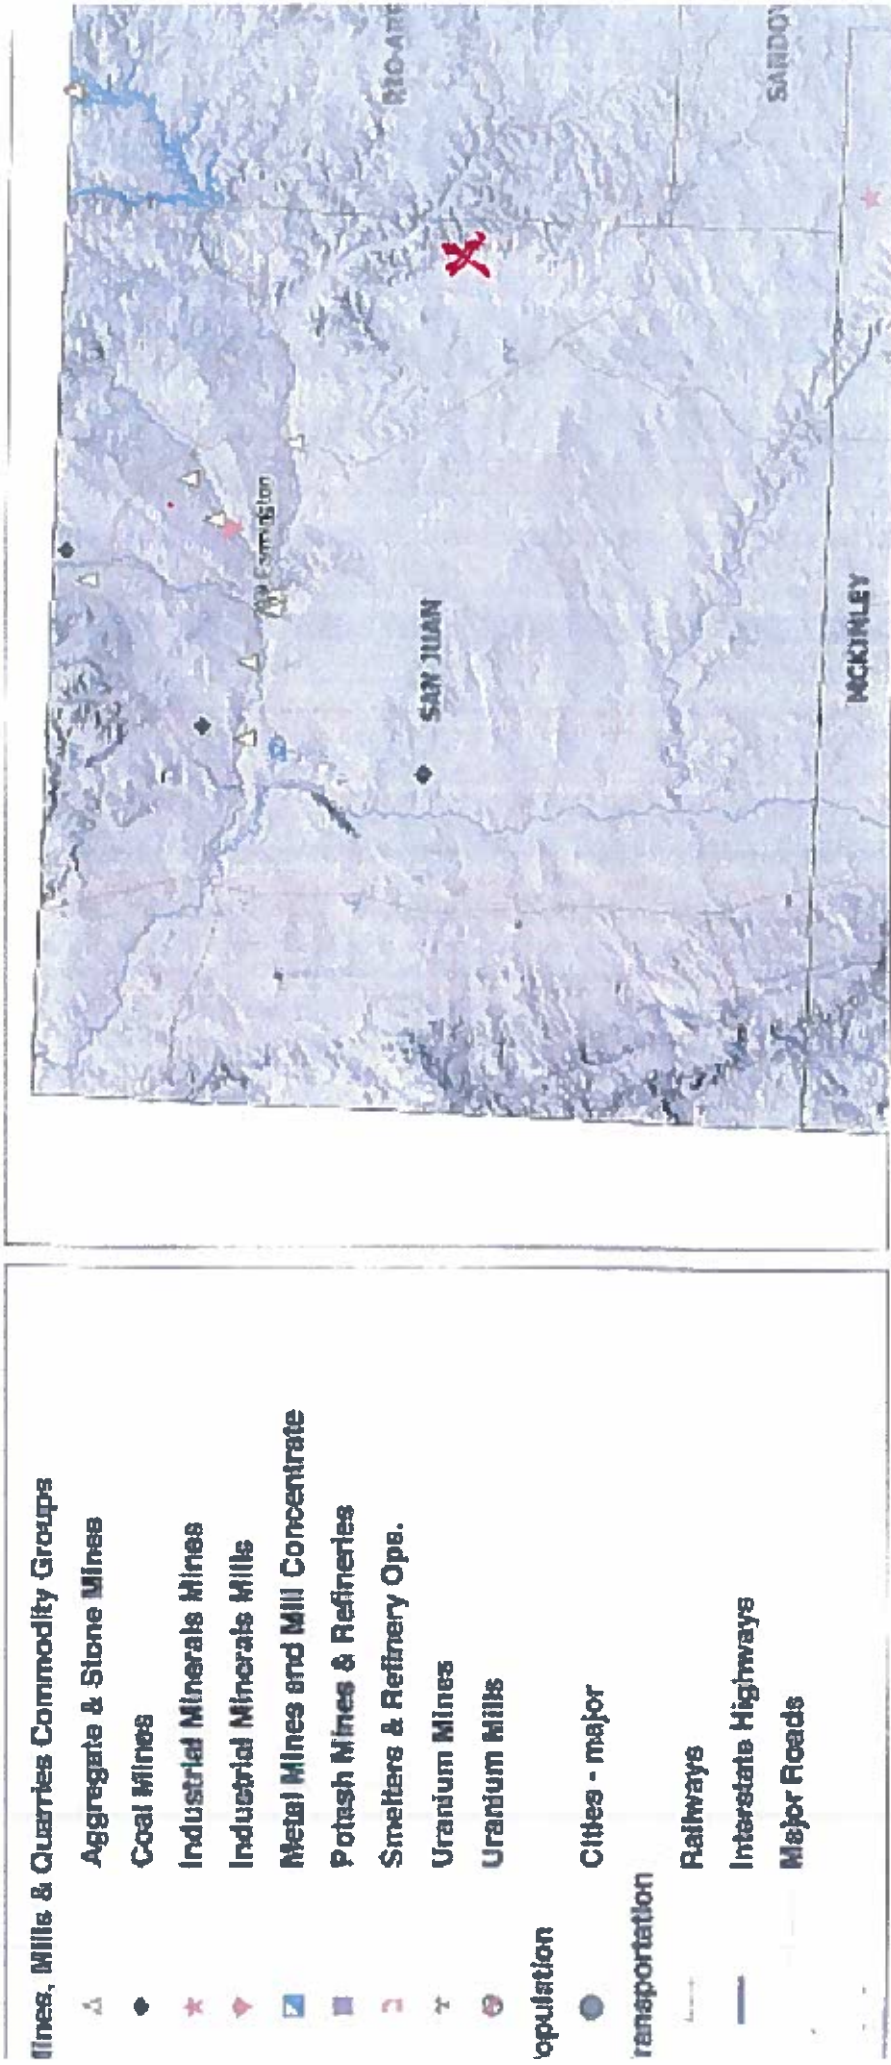 Mines, Mills & Quarries Commodity Groups
Aggregate & Stone Mines
Coal Mines
Industrial Minerals Mines
Industrial Minerals Mills
Metal Mines and Mill Concentrate
Potash Mines & Refineries
Smelters & Refinery Ops.
Uranium Mines
Uranium Mills
opulation
Cities - major
ransportation
Railways
Interstate Highways
Major Roads
Farmington
SAN JUAN
MCKINLEY
RIO ARR
SANDOV